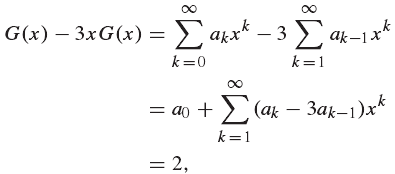 G(x) − 3xG(x) = ∑_{k=0}^{∞} a_k x^k − 3 ∑_{k=1}^{∞} a_{k−1} x^k
= a_0 + ∑_{k=1}^{∞} (a_k − 3a_{k−1})x^k
= 2,